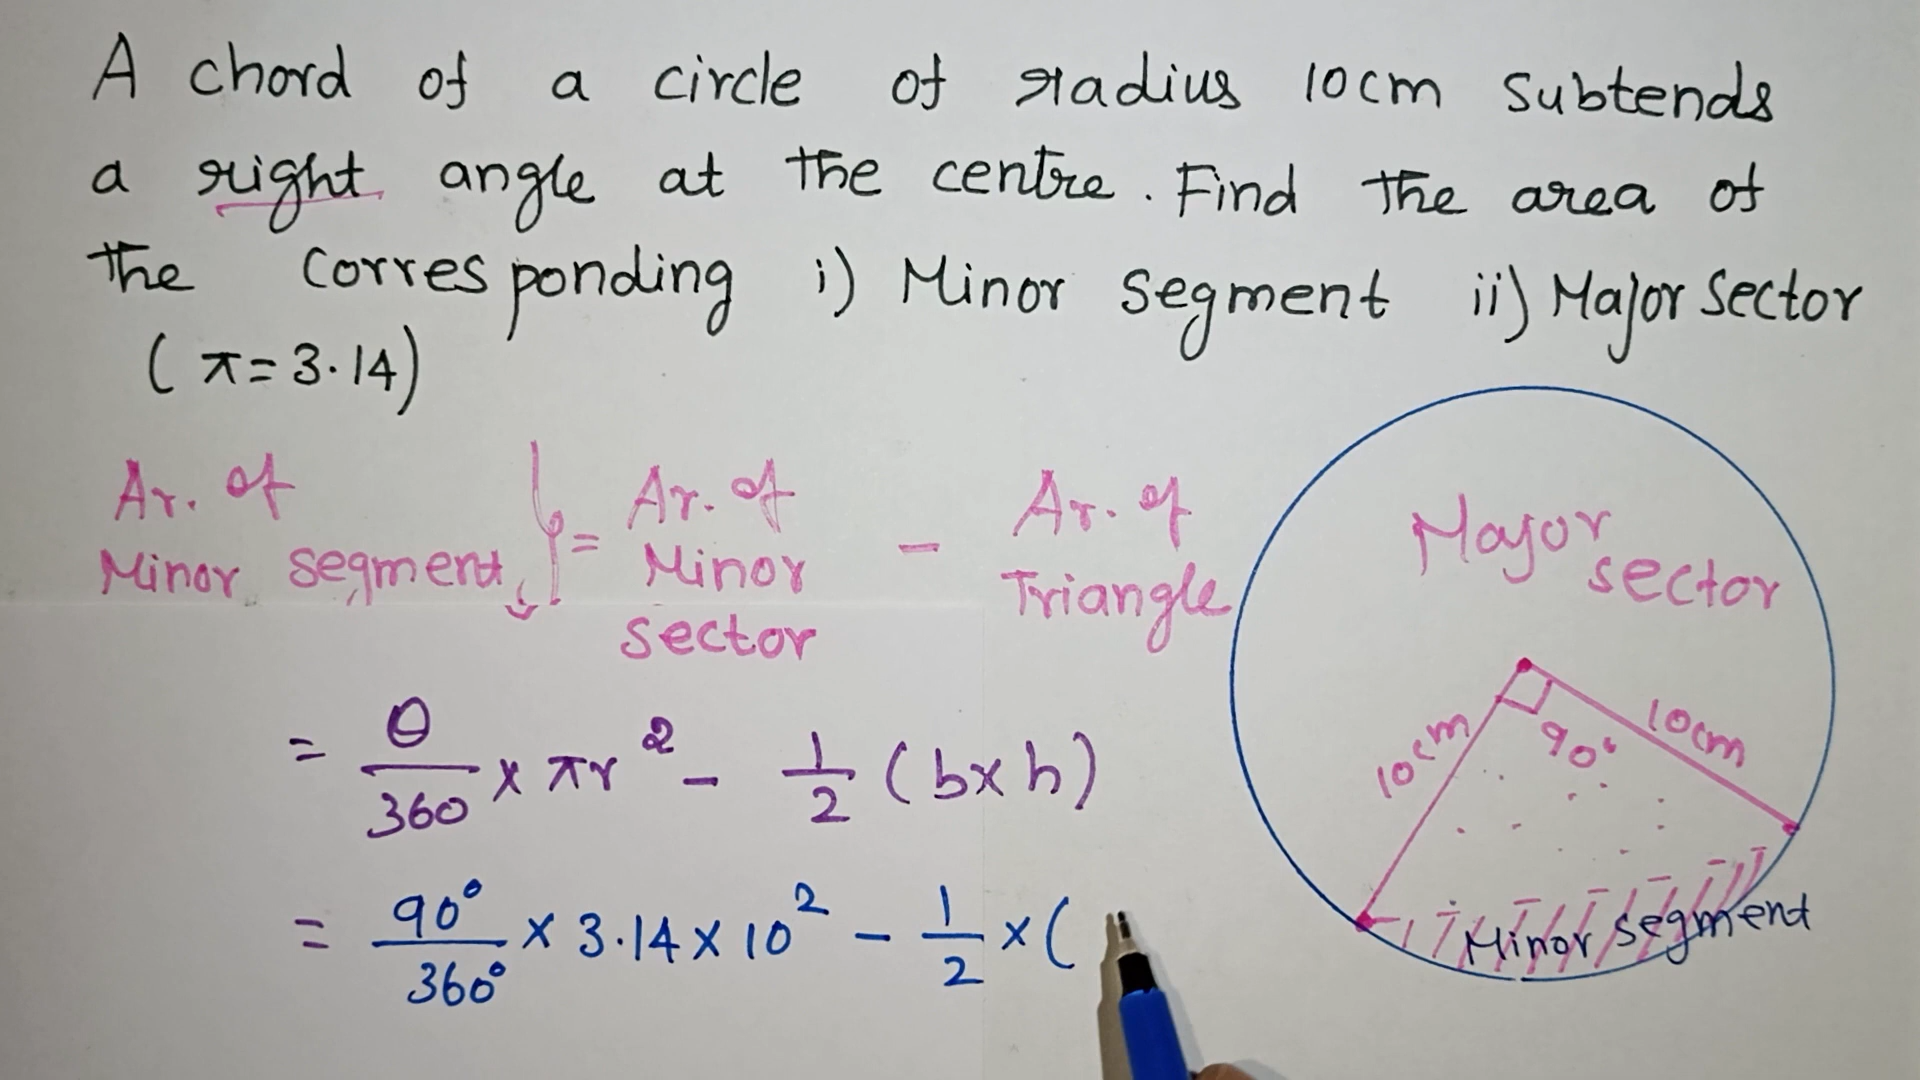 A chord of a circle of radius 10cm subtends
a right angle at the centre. Find the area of
the corresponding i) Minor segment ii) Major sector
(π=3.14)
Ar. of
Minor segment } = Ar. of
Minor
sector
- Ar. of
Triangle
= θ/360 × πr² - 1/2 (b×h)
= 90°/360° × 3.14 × 10² - 1/2 × (
Major
sector
10cm
90°
10cm
Minor segment